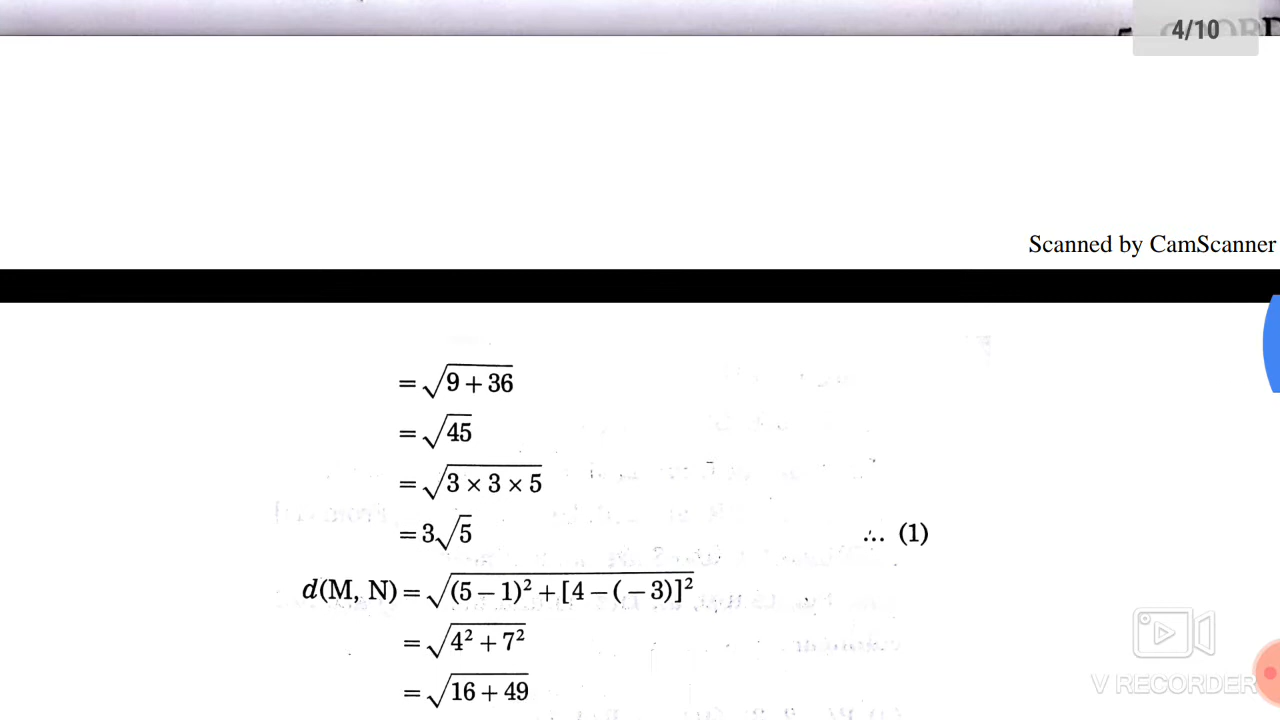 4/10
Scanned by CamScanner
= √9 + 36
= √45
= √3 × 3 × 5
= 3√5 ∴ (1)
d(M, N) = √(5 – 1)² + [4 – ( – 3)]²
= √4² + 7²
= √16 + 49
V RECORDER